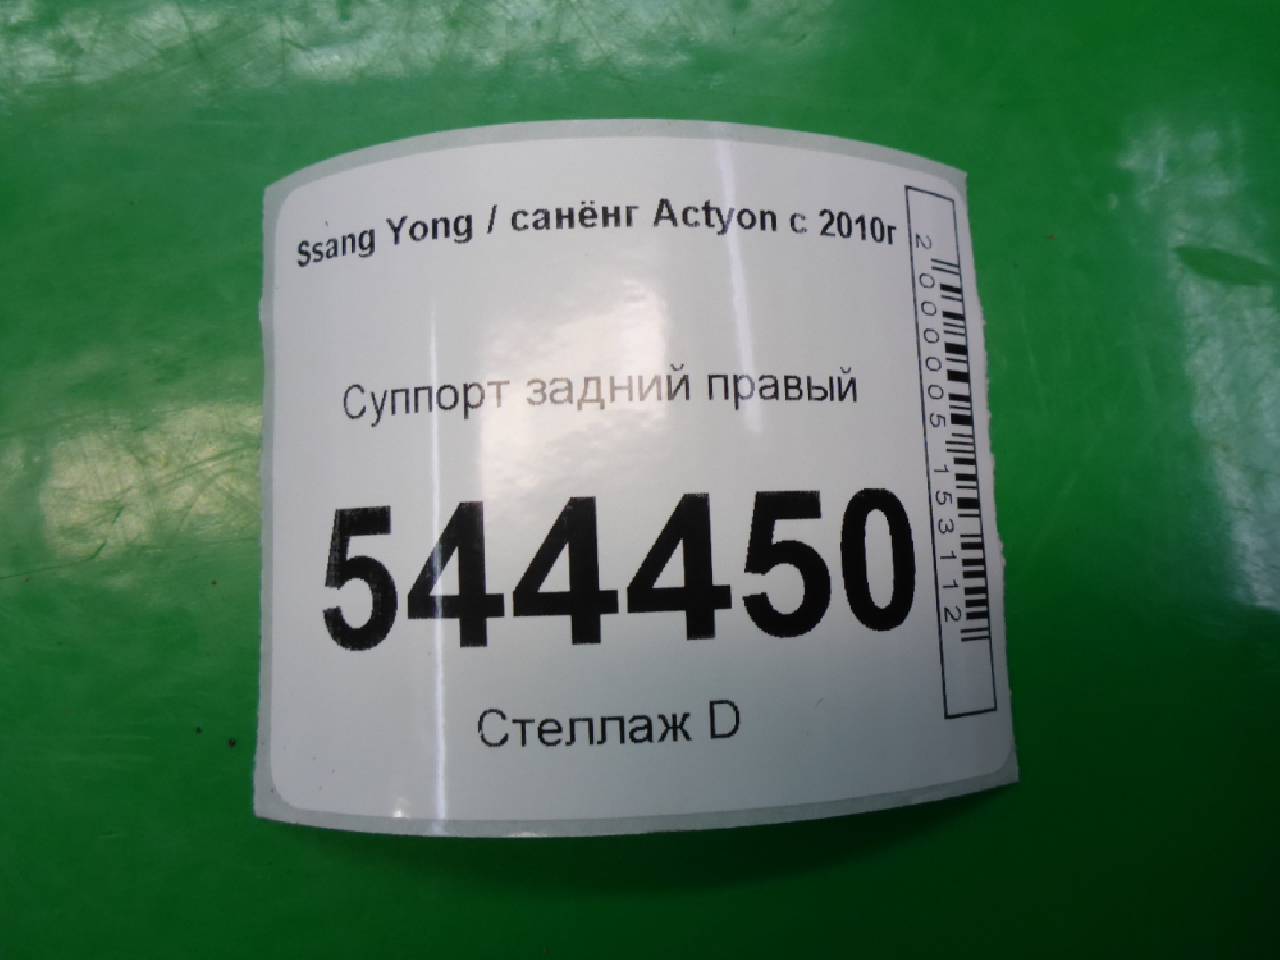 Ssang Yong / санёнг Actyon с 2010г
Суппорт задний правый
544450
Стеллаж D
2000005153112